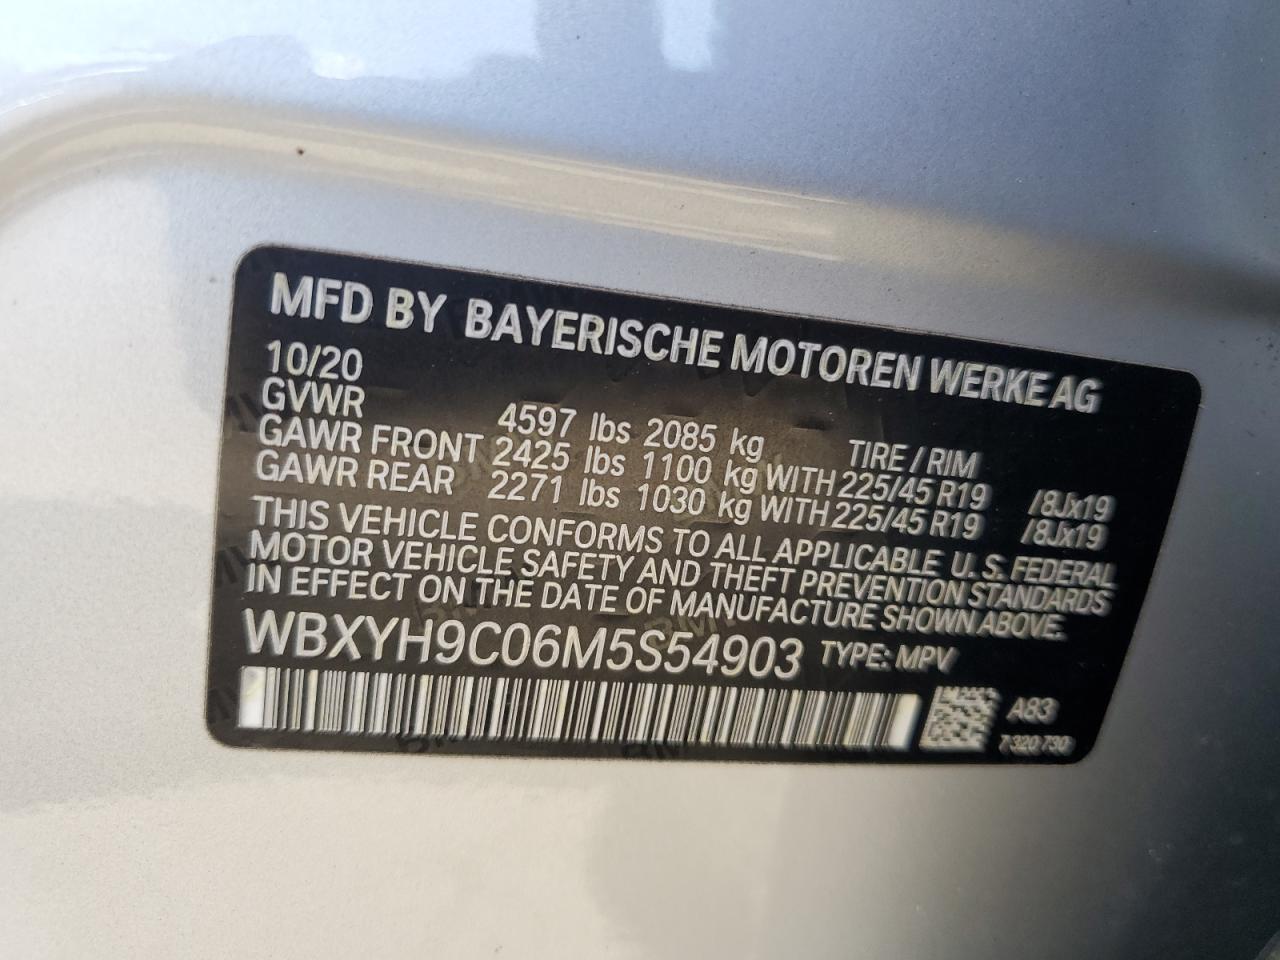 MFD BY BAYERISCHE MOTOREN WERKE AG
10/20
GVWR 4597 lbs 2085 kg TIRE / RIM
GAWR FRONT 2425 lbs 1100 kg WITH 225/45 R19 /8Jx19
GAWR REAR 2271 lbs 1030 kg WITH 225/45 R19 /8Jx19
THIS VEHICLE CONFORMS TO ALL APPLICABLE U.S. FEDERAL
MOTOR VEHICLE SAFETY AND THEFT PREVENTION STANDARDS
IN EFFECT ON THE DATE OF MANUFACTURE SHOWN ABOVE.
WBXYH9C06M5S54903 TYPE: MPV
A83
7 320 730